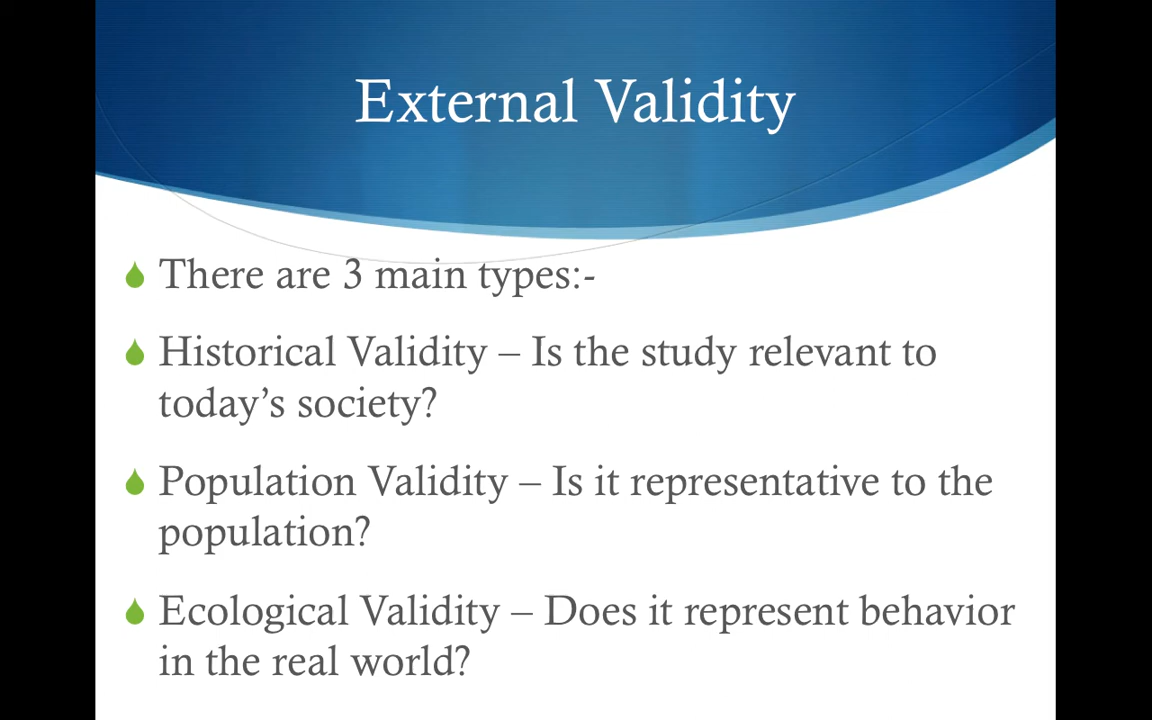 External Validity
There are 3 main types:-
Historical Validity – Is the study relevant to
today’s society?
Population Validity – Is it representative to the
population?
Ecological Validity – Does it represent behavior
in the real world?